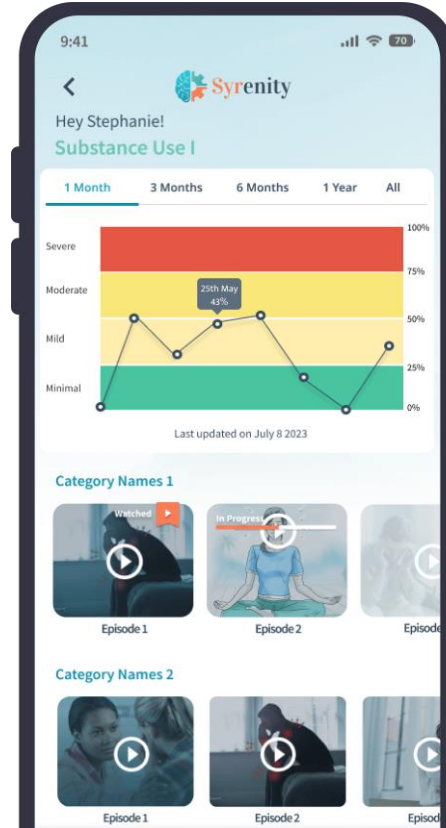 9:41
70
Syrenity
Hey Stephanie!
Substance Use I
1 Month 3 Months 6 Months 1 Year All
100%
Severe
75%
Moderate
25th May
43%
50%
Mild
25%
Minimal
0%
Last updated on July 8 2023
Category Names 1
Watched
In Progress
Episode 1 Episode 2 Episode
Category Names 2
Episode 1 Episode 2 Episod